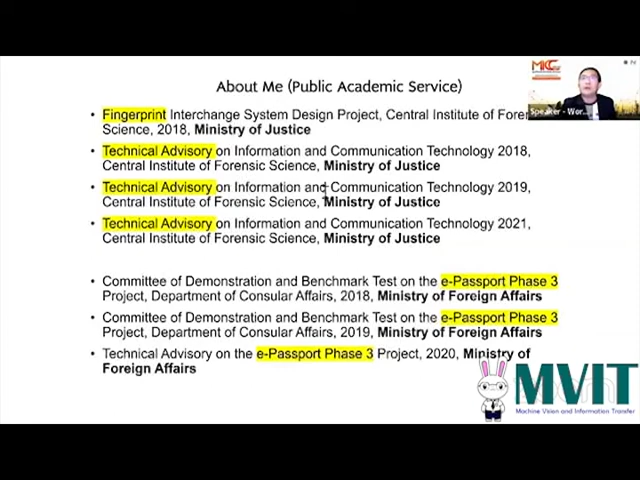 About Me (Public Academic Service)
• Fingerprint Interchange System Design Project, Central Institute of Foren
Science, 2018, Ministry of Justice
• Technical Advisory on Information and Communication Technology 2018,
Central Institute of Forensic Science, Ministry of Justice
• Technical Advisory on Information and Communication Technology 2019,
Central Institute of Forensic Science, Ministry of Justice
• Technical Advisory on Information and Communication Technology 2021,
Central Institute of Forensic Science, Ministry of Justice
• Committee of Demonstration and Benchmark Test on the e-Passport Phase 3
Project, Department of Consular Affairs, 2018, Ministry of Foreign Affairs
• Committee of Demonstration and Benchmark Test on the e-Passport Phase 3
Project, Department of Consular Affairs, 2019, Ministry of Foreign Affairs
• Technical Advisory on the e-Passport Phase 3 Project, 2020, Ministry of
Foreign Affairs
Speaker - Wor...
MVIT
Machine Vision and Information Transfer